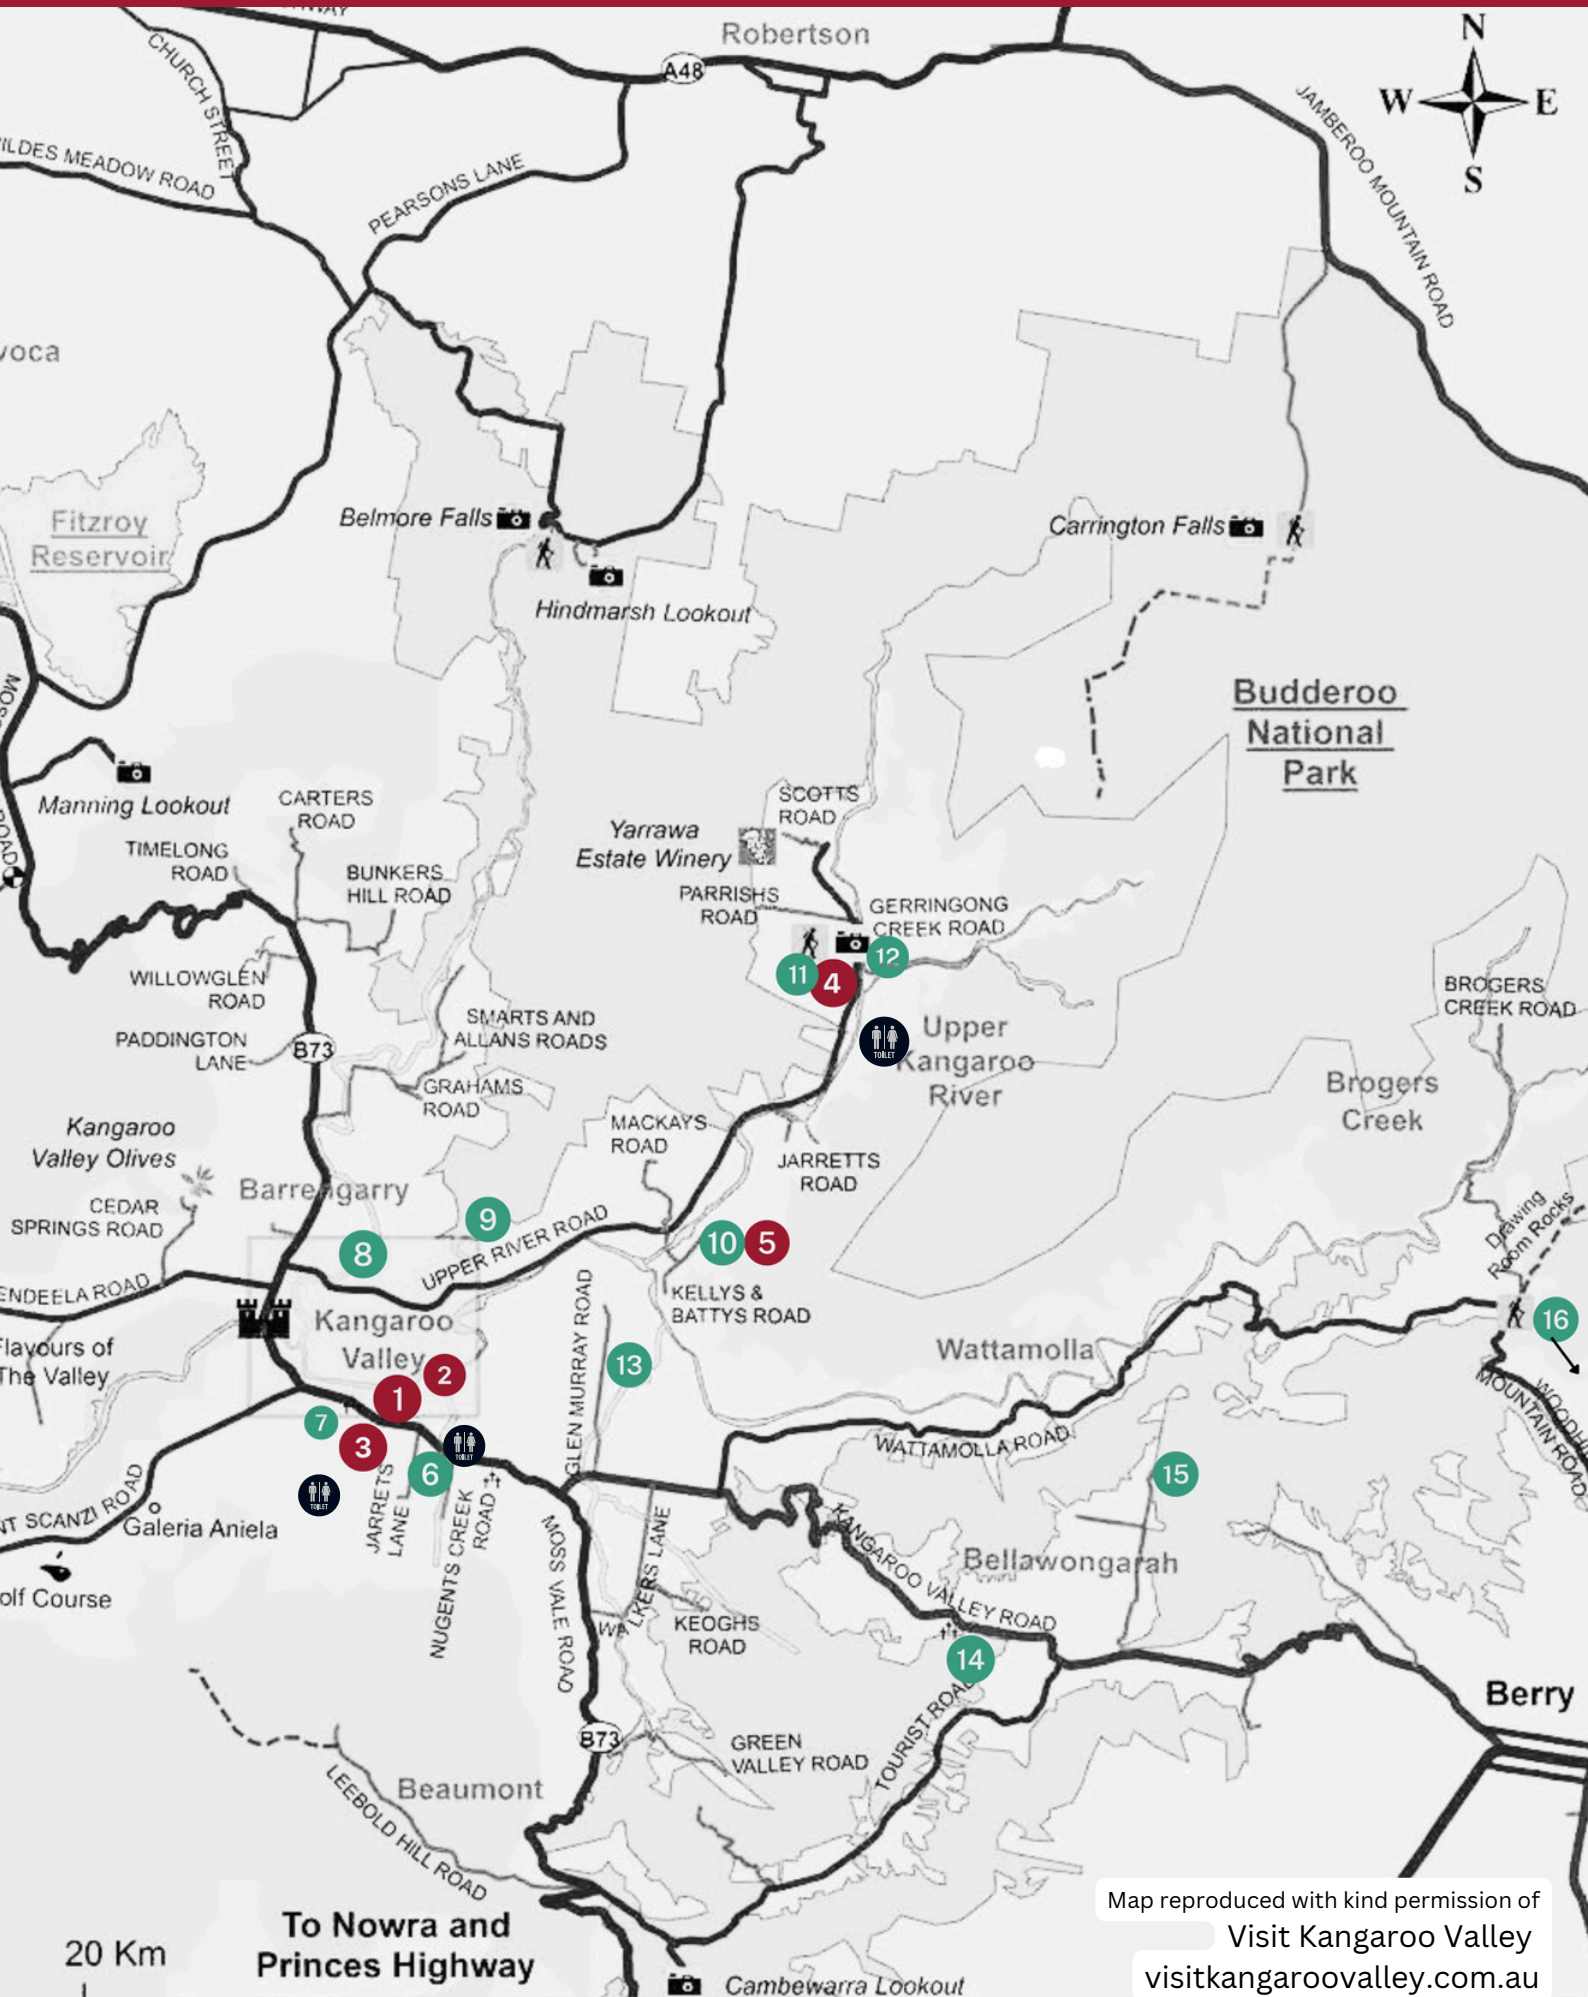 Robertson
A48
N
W
E
S
CHURCH STREET
WILDES MEADOW ROAD
PEARSONS LANE
JAMBEROO MOUNTAIN ROAD
Fitzroy
Reservoir
Belmore Falls
Hindmarsh Lookout
Carrington Falls
Budderoo
National
Park
Manning Lookout
CARTERS
ROAD
TIMELONG
ROAD
BUNKERS
HILL ROAD
ROAD
SCOTTS
ROAD
Yarrawa
Estate Winery
PARRISHS
ROAD
GERRINGONG
CREEK ROAD
11
4
12
TOILET
Upper
Kangaroo
River
WILLOWGLEN
ROAD
PADDINGTON
LANE
B73
SMARTS AND
ALLANS ROADS
GRAHAMS
ROAD
BROGERS
CREEK ROAD
Brogers
Creek
Kangaroo
Valley Olives
CEDAR
SPRINGS ROAD
Barrengarry
MACKAYS
ROAD
JARRETTS
ROAD
8
9
UPPER RIVER ROAD
10
5
KELLYS &
BATTYS ROAD
Drawing
Room Rocks
16
ENDEELA ROAD
Flavours of
The Valley
Kangaroo
Valley
1
2
3
7
6
TOILET
TOILET
13
GLEN MURRAY ROAD
Wattamolla
WATTAMOLLA ROAD
15
MOUNTAIN ROAD
NT SCANZI ROAD
Galeria Aniela
olf Course
JARRETS
LANE
NUGENTS CREEK
ROAD
MOSS VALE ROAD
KEOGHS
ROAD
KANGAROO VALLEY ROAD
Bellawongarah
14
TOURIST ROAD
Berry
B73
GREEN
VALLEY ROAD
Beaumont
LEEBOLD HILL ROAD
To Nowra and
Princes Highway
20 Km
Cambewarra Lookout
Map reproduced with kind permission of
Visit Kangaroo Valley
visitkangaroovalley.com.au